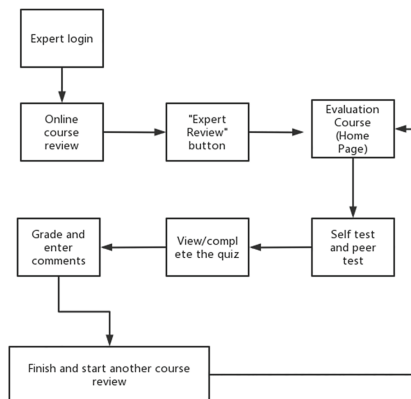 Expert login
Online
course
review
"Expert
Review"
button
Evaluation
Course
(Home
Page)
Grade and
enter
comments
View/compl
ete the quiz
Self test
and peer
test
Finish and start another course
review